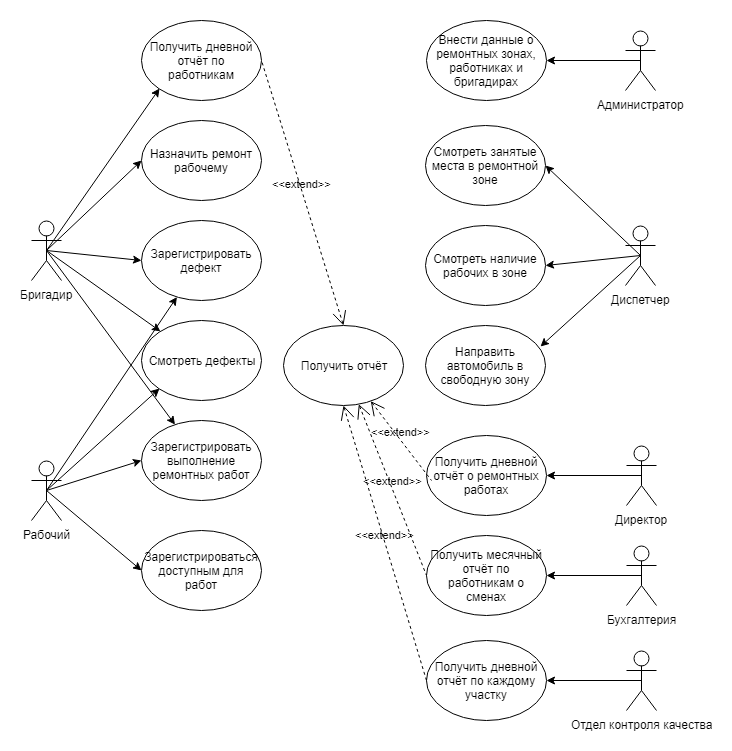 Получить дневной
отчёт по
работникам
Внести данные о
ремонтных зонах,
работниках и
бригадирах
Администратор
Назначить ремонт
рабочему
<<extend>>
Смотреть занятые
места в ремонтной
зоне
Бригадир
Зарегистрировать
дефект
Смотреть наличие
рабочих в зоне
Диспетчер
Смотреть дефекты
Получить отчёт
Направить
автомобиль в
свободную зону
<<extend>>
Рабочий
Зарегистрировать
выполнение
ремонтных работ
<<extend>>
Получить дневной
отчёт о ремонтных
работах
Директор
<<extend>>
Зарегистрироваться
доступным для
работ
Получить месячный
отчёт по
работникам о
сменах
Бухгалтерия
Получить дневной
отчёт по каждому
участку
Отдел контроля качества